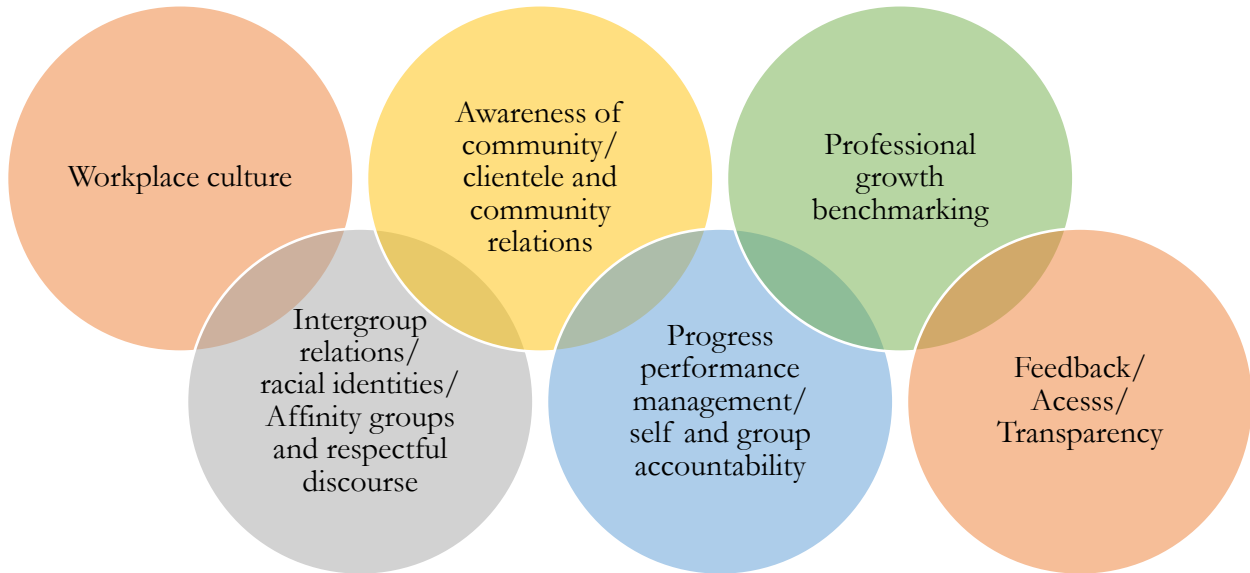 Workplace culture
Awareness of
community/
clientele and
community
relations
Professional
growth
benchmarking
Intergroup
relations/
racial identities/
Affinity groups
and respectful
discourse
Progress
performance
management/
self and group
accountability
Feedback/
Acesss/
Transparency